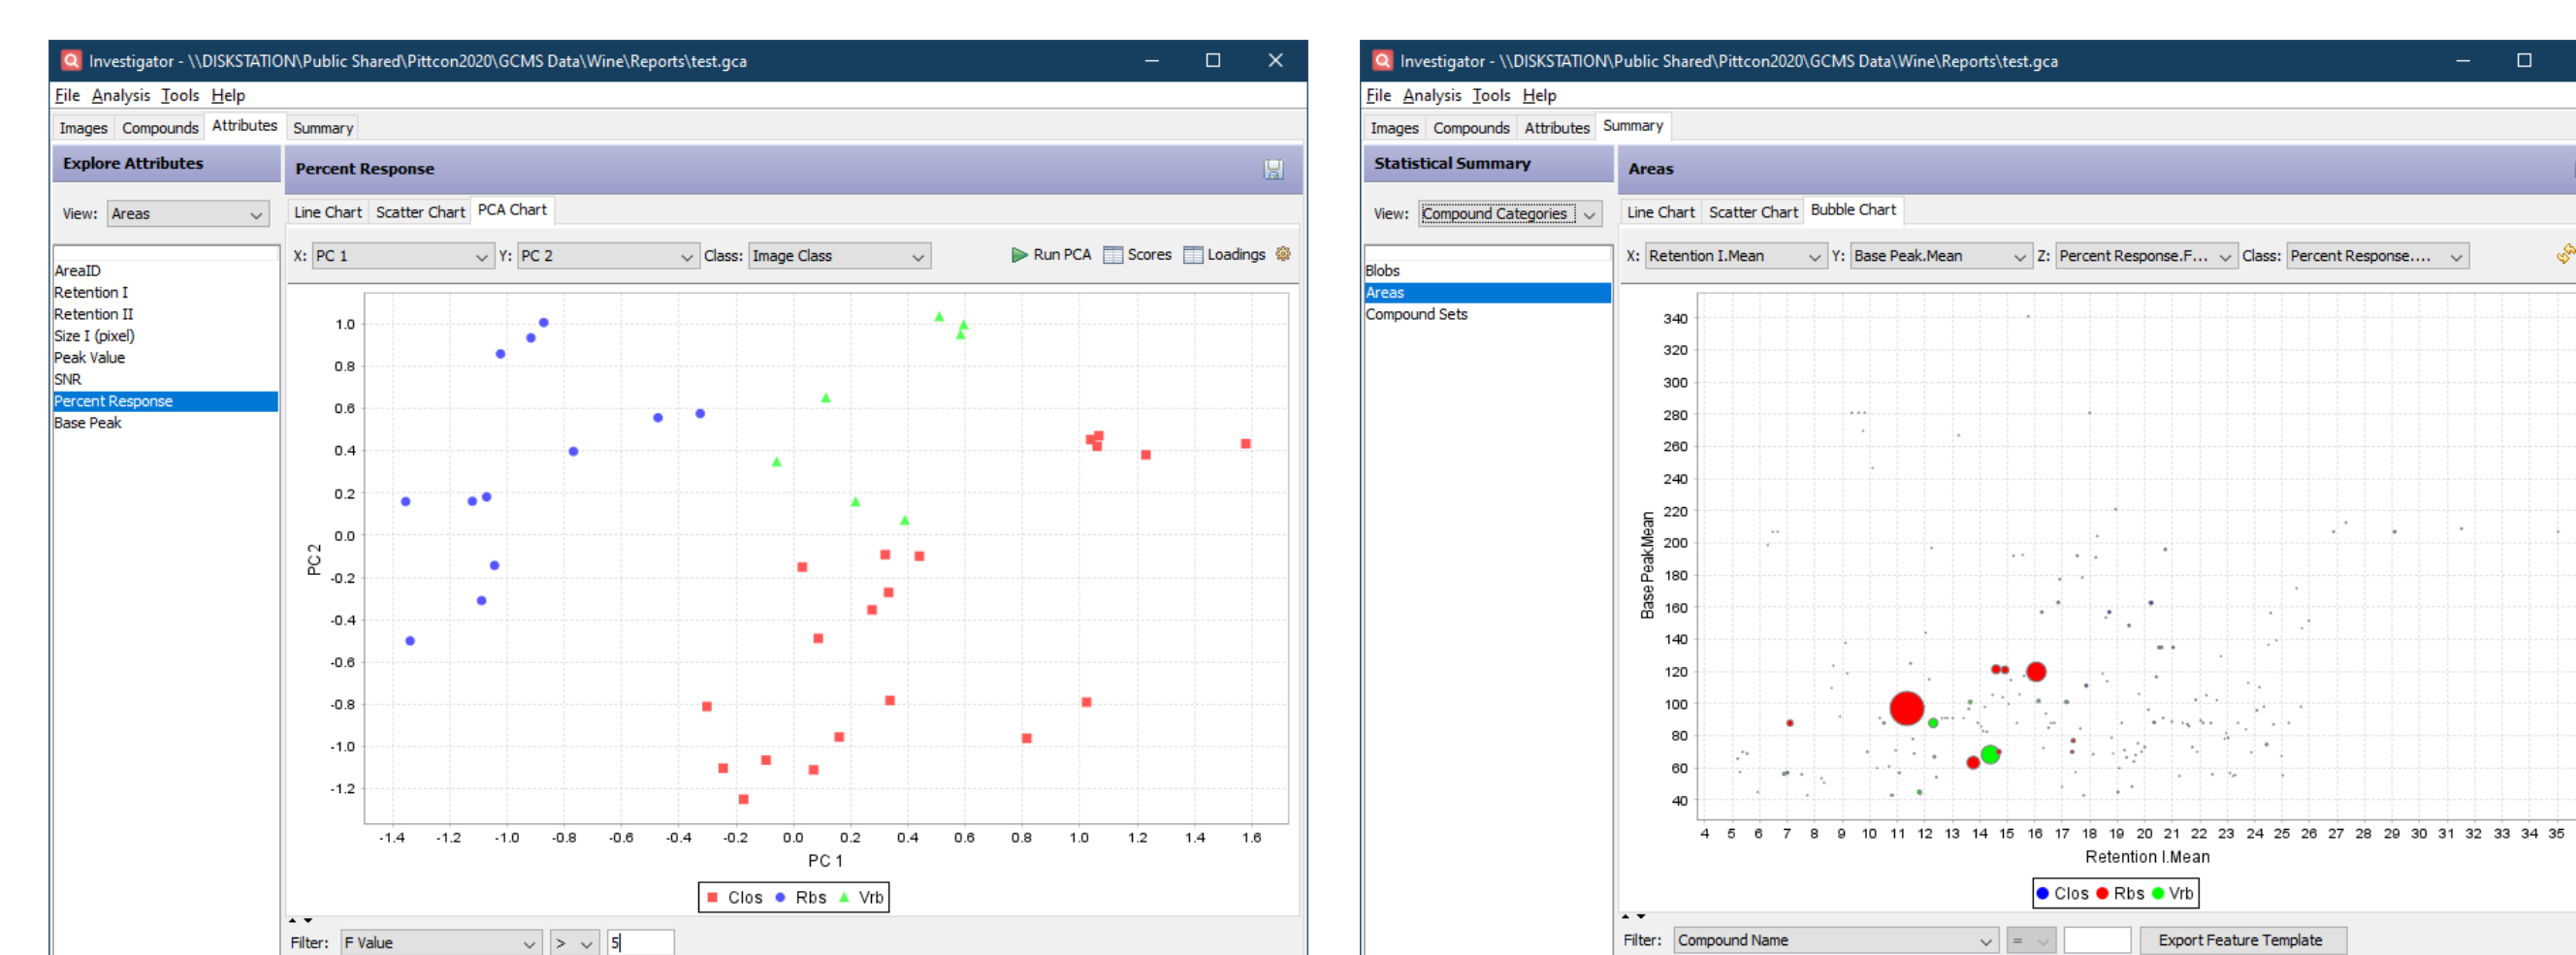 Investigator - \\DISKSTATION\Public Shared\Pittcon2020\GCMS Data\Wine\Reports\test.gca
File Analysis Tools Help
Images Compounds Attributes Summary
Explore Attributes
Percent Response
View: Areas
Line Chart Scatter Chart PCA Chart
X: PC 1 Y: PC 2 Class: Image Class Run PCA Scores Loadings
AreaID
Retention I
Retention II
Size I (pixel)
Peak Value
SNR
Percent Response
Base Peak
1.0
0.8
0.6
0.4
0.2
0.0
-0.2
-0.4
-0.6
-0.8
-1.0
-1.2
PC 2
-1.4 -1.2 -1.0 -0.8 -0.6 -0.4 -0.2 0.0 0.2 0.4 0.6 0.8 1.0 1.2 1.4 1.6
PC 1
Clos Rbs Vrb
Filter: F Value > 5
Investigator - \\DISKSTATION\Public Shared\Pittcon2020\GCMS Data\Wine\Reports\test.gca
File Analysis Tools Help
Images Compounds Attributes Summary
Statistical Summary
Areas
View: Compound Categories
Line Chart Scatter Chart Bubble Chart
X: Retention I.Mean Y: Base Peak.Mean Z: Percent Response.F... Class: Percent Response....
Blobs
Areas
Compound Sets
340
320
300
280
260
240
220
200
180
160
140
120
100
80
60
40
Base Peak.Mean
4 5 6 7 8 9 10 11 12 13 14 15 16 17 18 19 20 21 22 23 24 25 26 27 28 29 30 31 32 33 34 35
Retention I.Mean
Clos Rbs Vrb
Filter: Compound Name = Export Feature Template